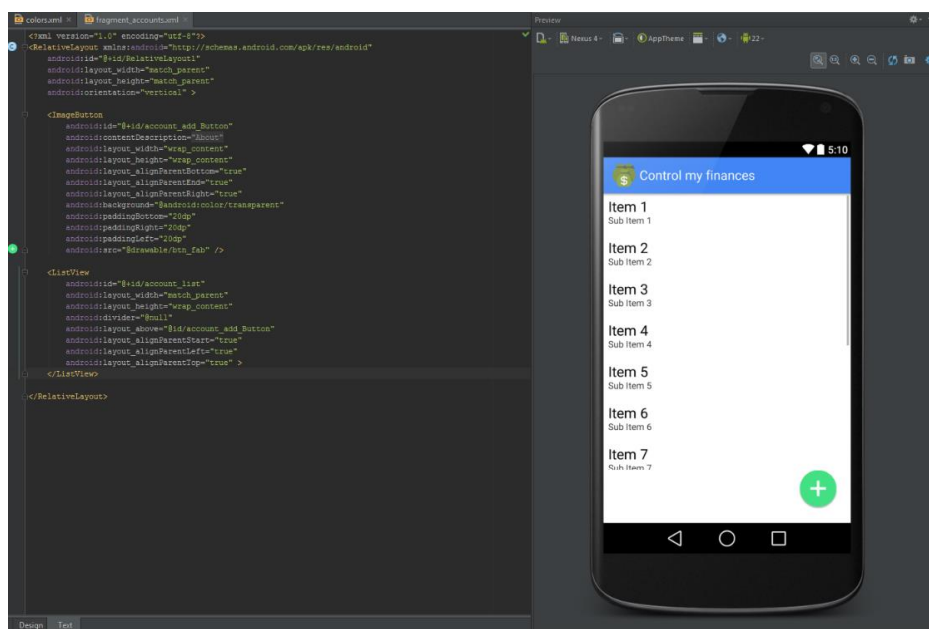 colors.xml ×
fragment_accounts.xml ×
<?xml version="1.0" encoding="utf-8"?>
<RelativeLayout xmlns:android="http://schemas.android.com/apk/res/android"
android:id="@+id/RelativeLayout1"
android:layout_width="match_parent"
android:layout_height="match_parent"
android:orientation="vertical" >
<ImageButton
android:id="@+id/account_add_Button"
android:contentDescription="About"
android:layout_width="wrap_content"
android:layout_height="wrap_content"
android:layout_alignParentBottom="true"
android:layout_alignParentEnd="true"
android:layout_alignParentRight="true"
android:background="@android:color/transparent"
android:paddingBottom="20dp"
android:paddingRight="20dp"
android:paddingLeft="20dp"
android:src="@drawable/btn_fab" />
<ListView
android:id="@+id/account_list"
android:layout_width="match_parent"
android:layout_height="wrap_content"
android:divider="@null"
android:layout_above="@id/account_add_Button"
android:layout_alignParentStart="true"
android:layout_alignParentLeft="true"
android:layout_alignParentTop="true" >
</ListView>
</RelativeLayout>
Design Text
Preview
Nexus 4 AppTheme 22
5:10
$ Control my finances
Item 1
Sub Item 1
Item 2
Sub Item 2
Item 3
Sub Item 3
Item 4
Sub Item 4
Item 5
Sub Item 5
Item 6
Sub Item 6
Item 7
Sub Item 7